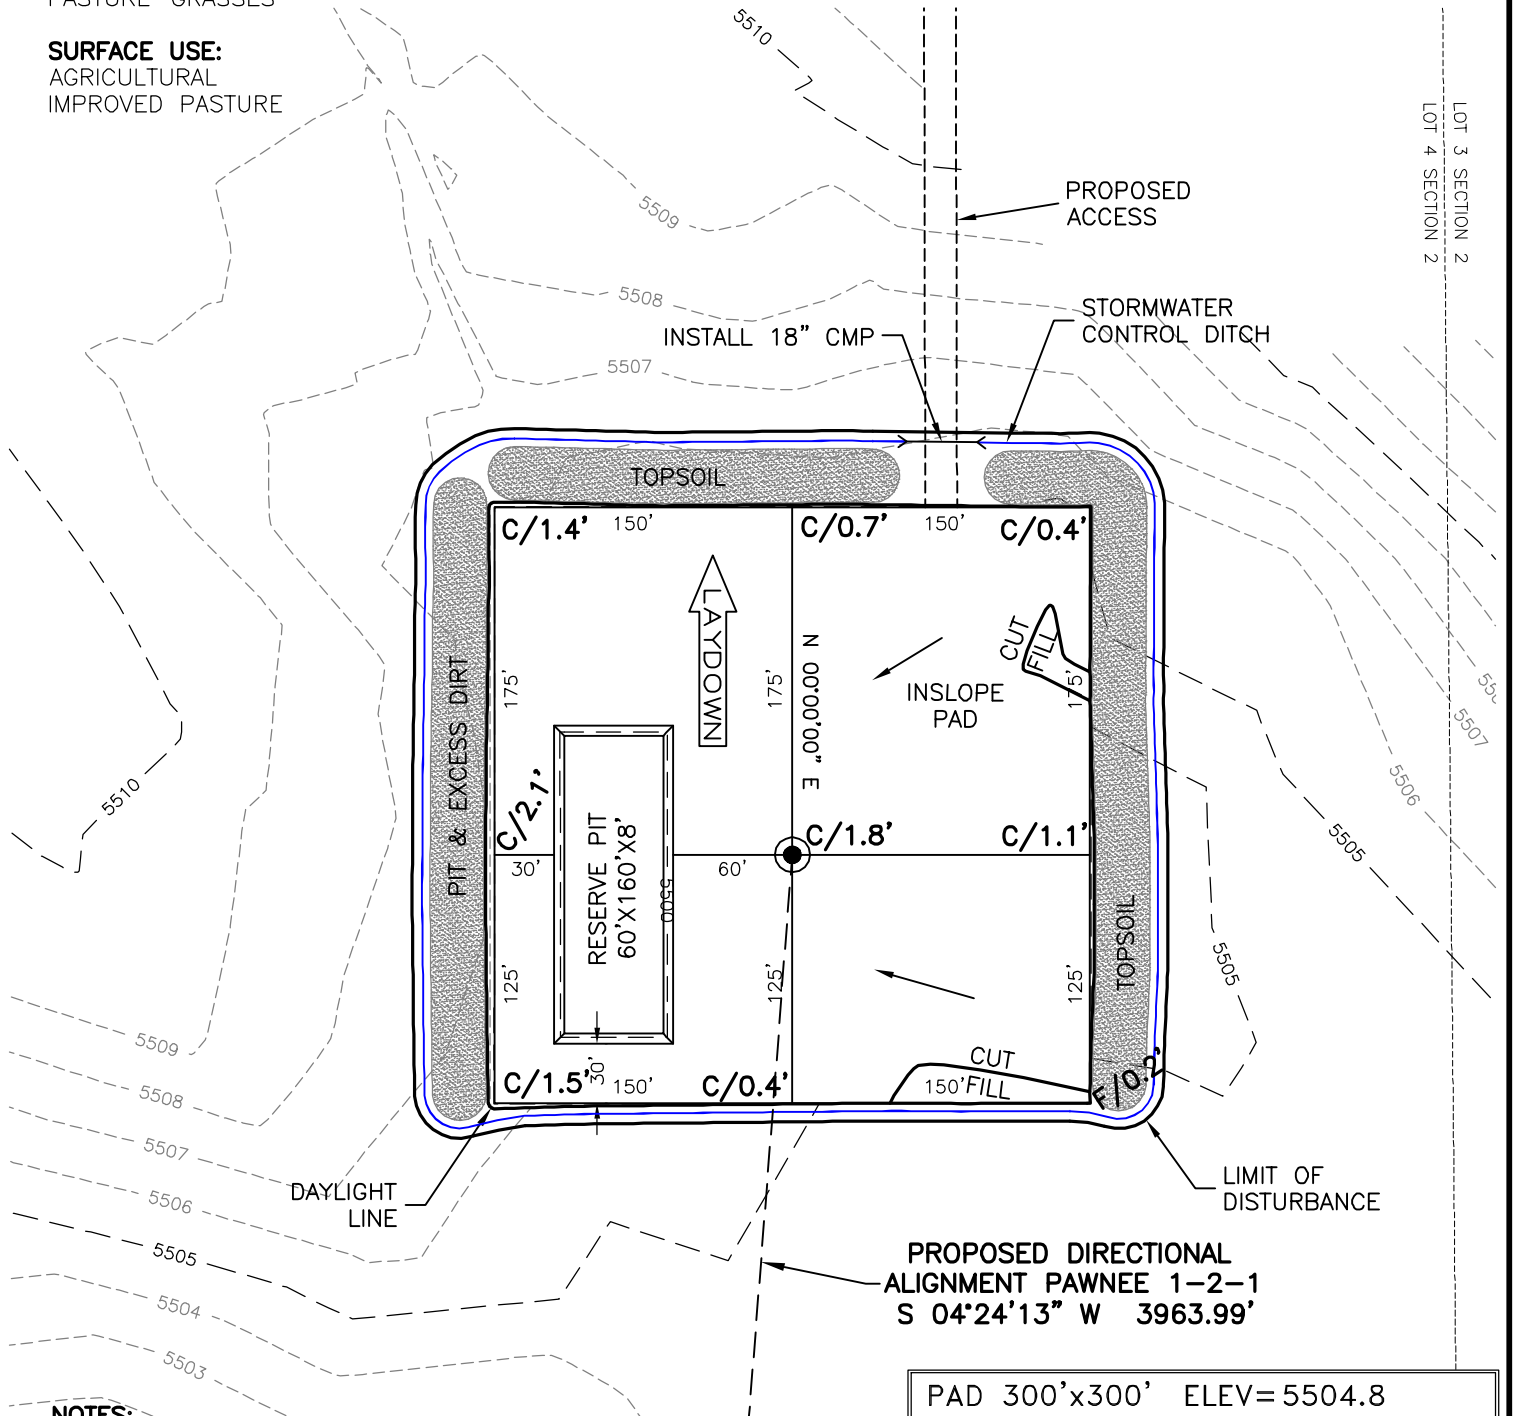 PASTURE GRASSES
SURFACE USE:
AGRICULTURAL
IMPROVED PASTURE
5510
5509
5508
5507
PROPOSED
ACCESS
LOT 3 SECTION 2
LOT 4 SECTION 2
STORMWATER
CONTROL DITCH
INSTALL 18" CMP
TOPSOIL
C/1.4'
150'
C/0.7'
150'
C/0.4'
PIT & EXCESS DIRT
175'
LAYDOWN
175'
N 00°00'00" E
CUT
FILL
175'
INSLOPE
PAD
5507
5506
5505
5510
C/2.1'
RESERVE PIT
60'X160'X8'
5500
C/1.8'
C/1.1'
30'
60'
125'
125'
125'
TOPSOIL
5505
C/1.5'
30'
150'
C/0.4'
CUT
150'
FILL
F/0.2'
5509
5508
5507
5506
5505
5504
5503
DAYLIGHT
LINE
LIMIT OF
DISTURBANCE
PROPOSED DIRECTIONAL
ALIGNMENT PAWNEE 1-2-1
S 04°24'13" W 3963.99'
PAD 300'x300' ELEV=5504.8
NOTES: